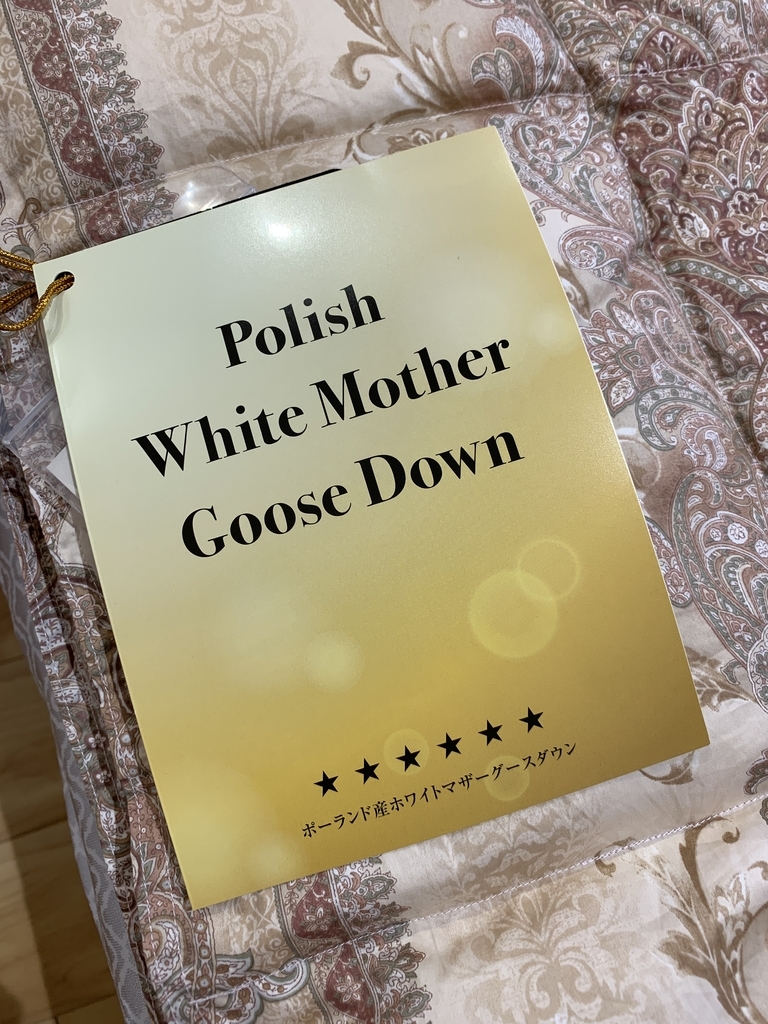 Polish
White Mother
Goose Down
★ ★ ★ ★ ★ ★
ポーランド産ホワイトマザーグースダウン